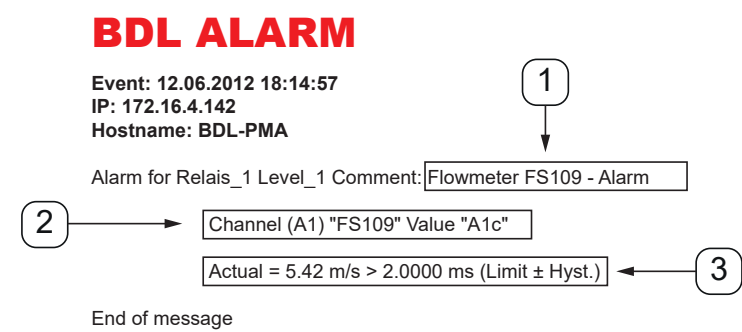 BDL ALARM
Event: 12.06.2012 18:14:57
IP: 172.16.4.142
Hostname: BDL-PMA
1
Alarm for Relais_1 Level_1 Comment: Flowmeter FS109 - Alarm
2
Channel (A1) "FS109" Value "A1c"
Actual = 5.42 m/s > 2.0000 ms (Limit ± Hyst.)
3
End of message